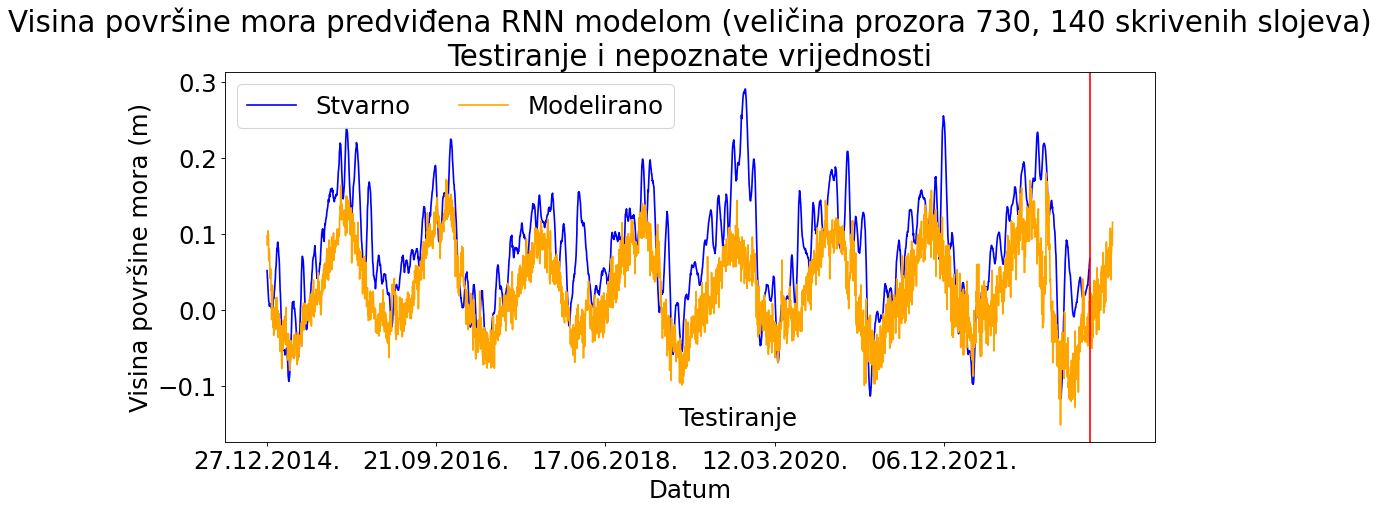 Visina površine mora predviđena RNN modelom (veličina prozora 730, 140 skrivenih slojeva)
Testiranje i nepoznate vrijednosti
Stvarno
Modelirano
Visina površine mora (m)
0.3
0.2
0.1
0.0
−0.1
Testiranje
27.12.2014.
21.09.2016.
17.06.2018.
12.03.2020.
06.12.2021.
Datum